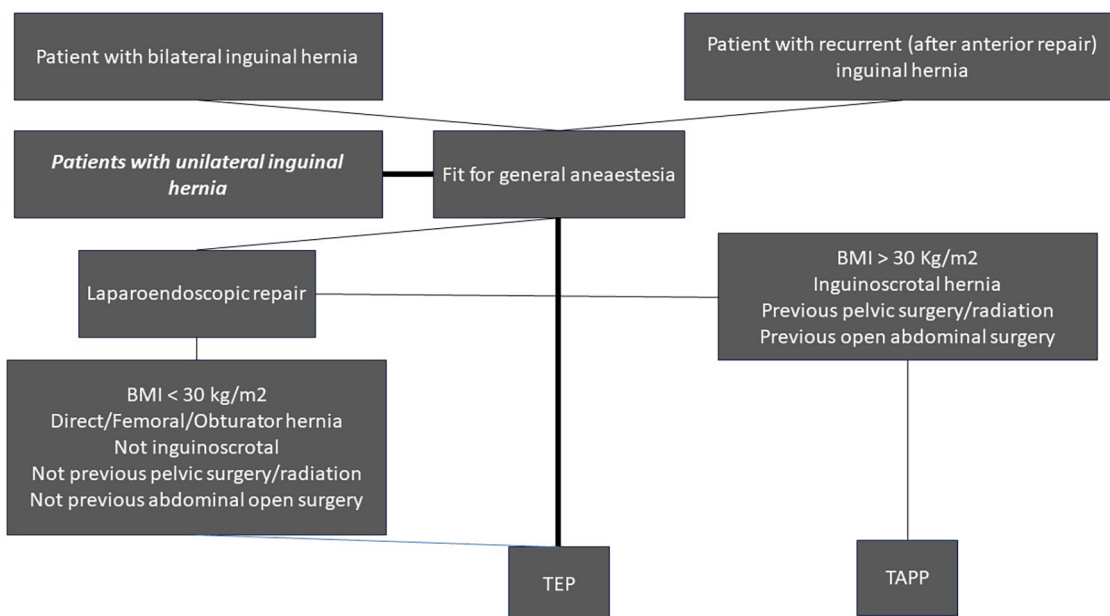 Patient with bilateral inguinal hernia
Patient with recurrent (after anterior repair)
inguinal hernia
Patients with unilateral inguinal
hernia
Fit for general aneaestesia
Laparoendoscopic repair
BMI > 30 Kg/m2
Inguinoscrotal hernia
Previous pelvic surgery/radiation
Previous open abdominal surgery
BMI < 30 kg/m2
Direct/Femoral/Obturator hernia
Not inguinoscrotal
Not previous pelvic surgery/radiation
Not previous abdominal open surgery
TEP
TAPP